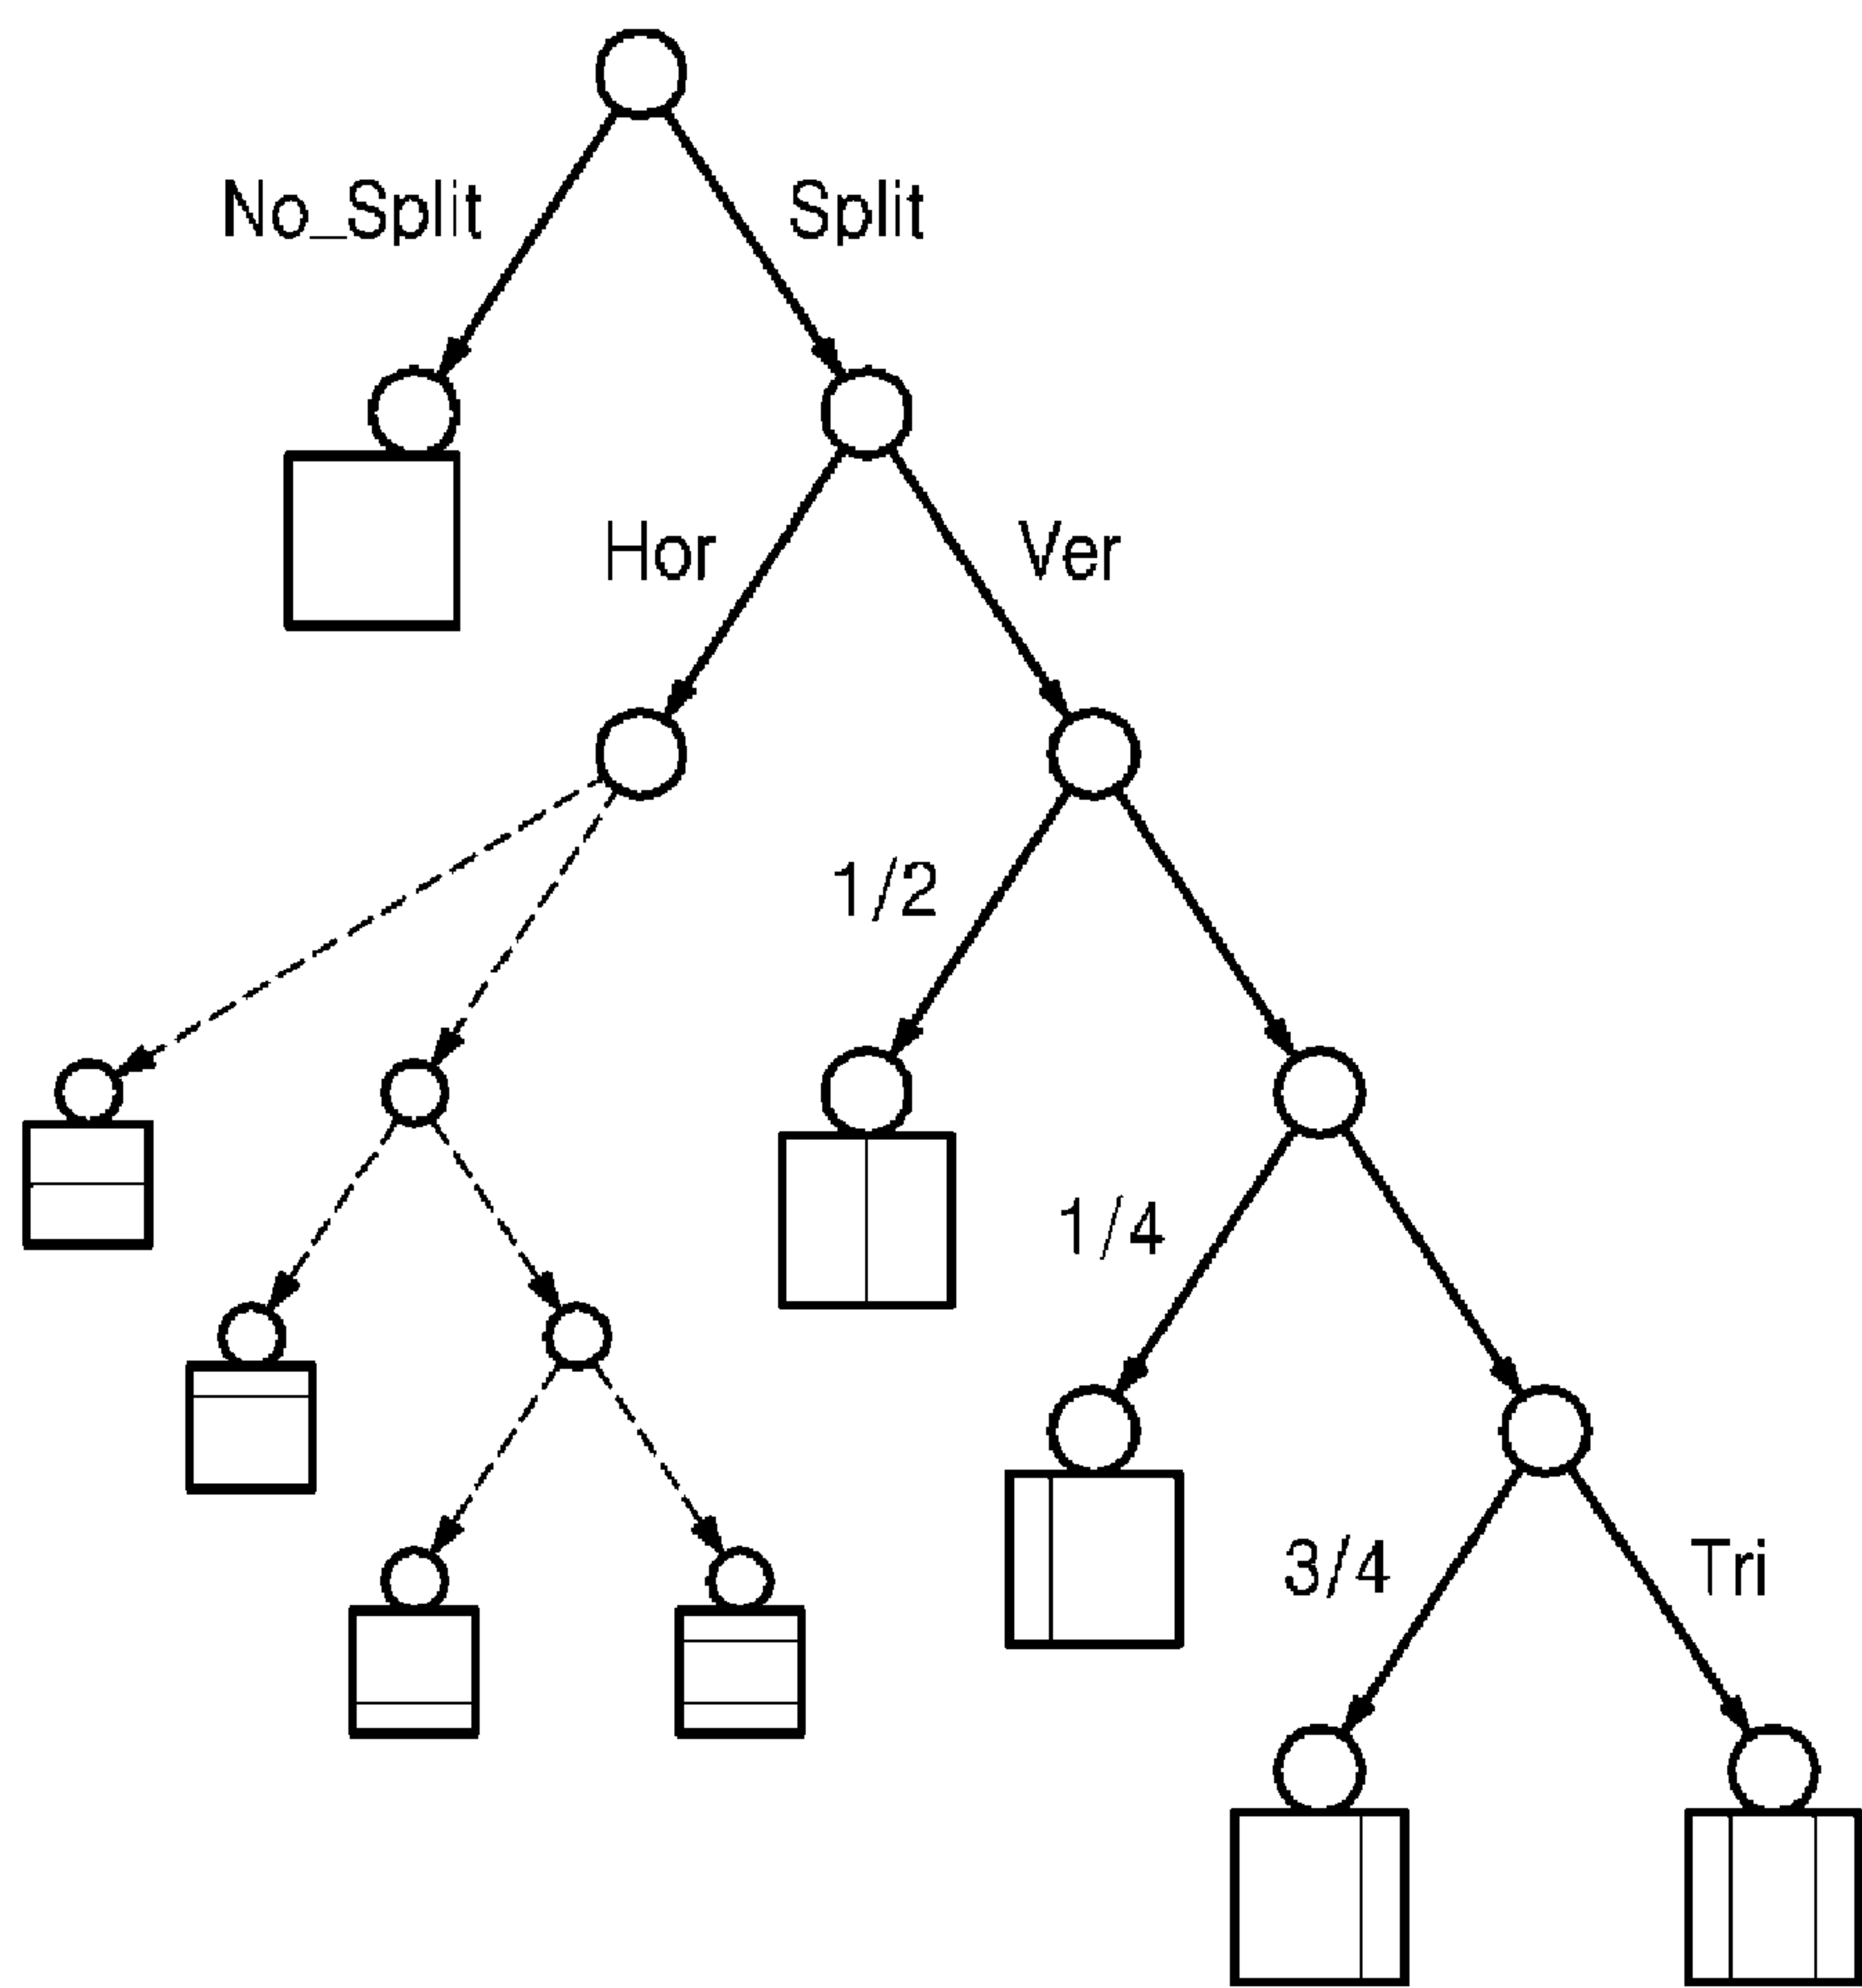 No_Split
Split
Hor
Ver
1/2
1/4
3/4
Tri